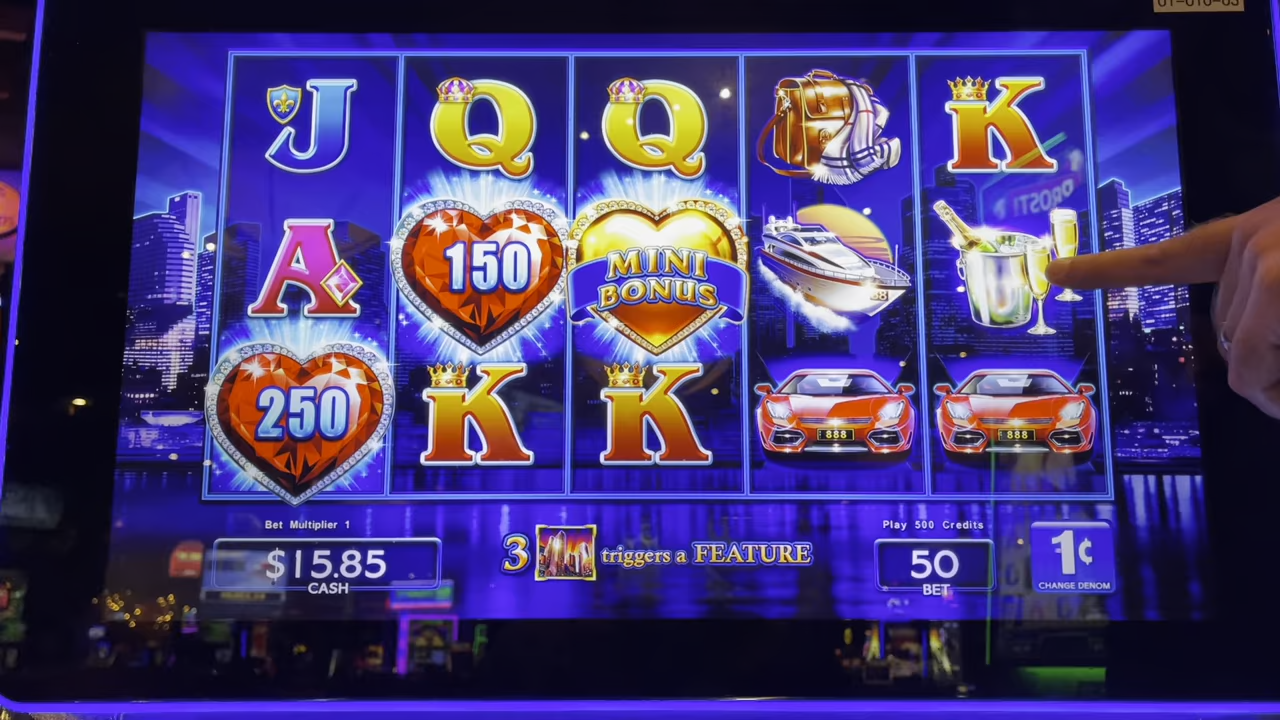 J Q Q K
A 150 MINI BONUS
250 K K 888 888
Bet Multiplier 1
$15.85
CASH
3 triggers a FEATURE
Play 500 Credits
50
BET
1¢
CHANGE DENOM